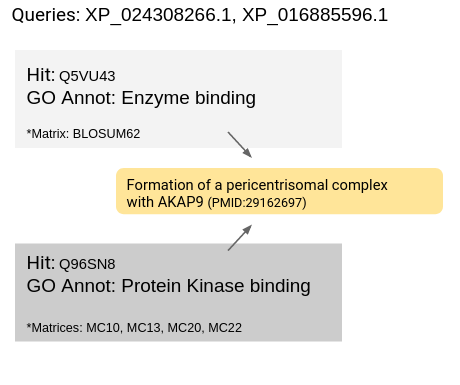 Queries: XP_024308266.1, XP_016885596.1
Hit: Q5VU43
GO Annot: Enzyme binding
*Matrix: BLOSUM62
Formation of a pericentrisomal complex
with AKAP9 (PMID:29162697)
Hit: Q96SN8
GO Annot: Protein Kinase binding
*Matrices: MC10, MC13, MC20, MC22